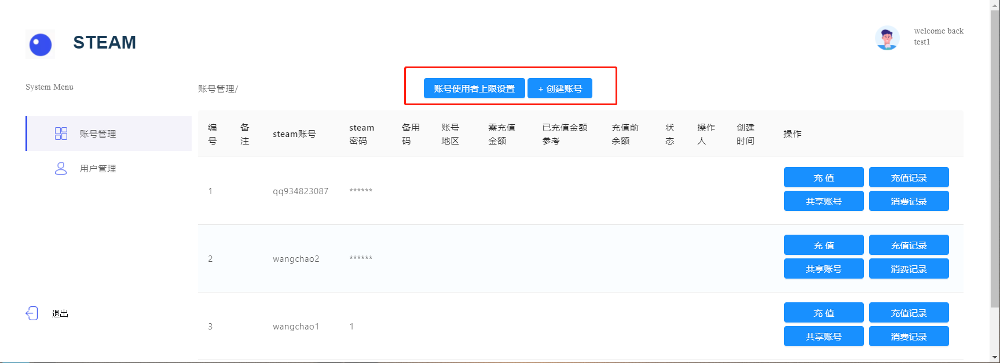 STEAM
welcome back
test1
System Menu
账号管理/
账号使用者上限设置
+ 创建账号
账号管理
用户管理
退出
编号
备注
steam账号
steam密码
备用码
账号地区
需充值金额
已充值金额参考
充值前余额
状态
操作人
创建时间
操作
1
qq934823087
******
充 值
充值记录
共享账号
消费记录
2
wangchao2
******
充 值
充值记录
共享账号
消费记录
3
wangchao1
1
充 值
充值记录
共享账号
消费记录